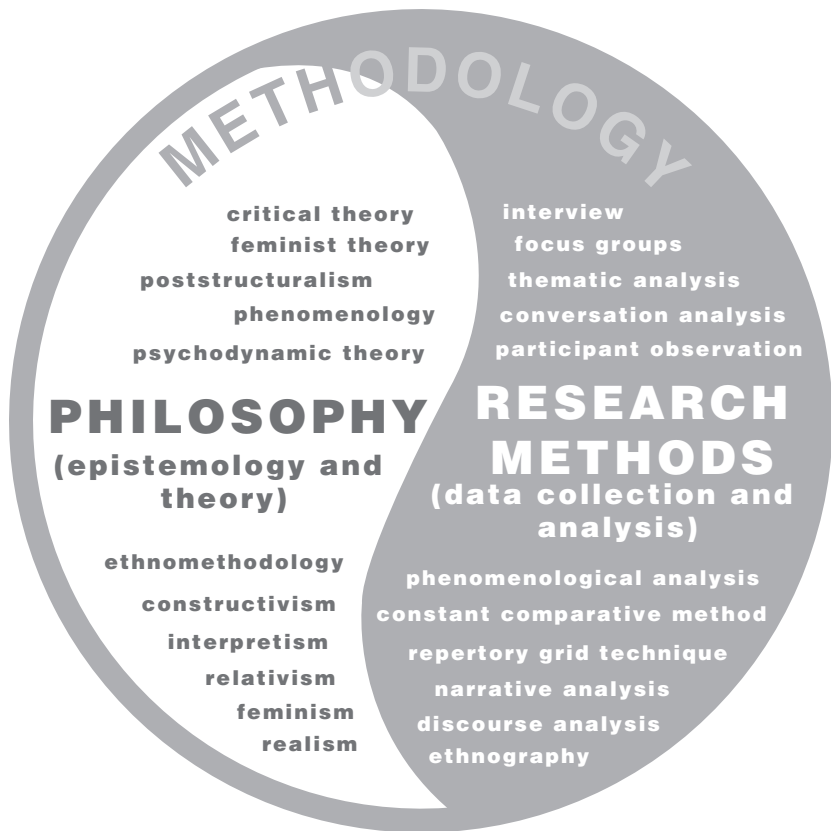 METHODOLOGY
critical theory
feminist theory
poststructuralism
phenomenology
psychodynamic theory
PHILOSOPHY
(epistemology and
theory)
ethnomethodology
constructivism
interpretism
relativism
feminism
realism
interview
focus groups
thematic analysis
conversation analysis
participant observation
RESEARCH
METHODS
(data collection and
analysis)
phenomenological analysis
constant comparative method
repertory grid technique
narrative analysis
discourse analysis
ethnography